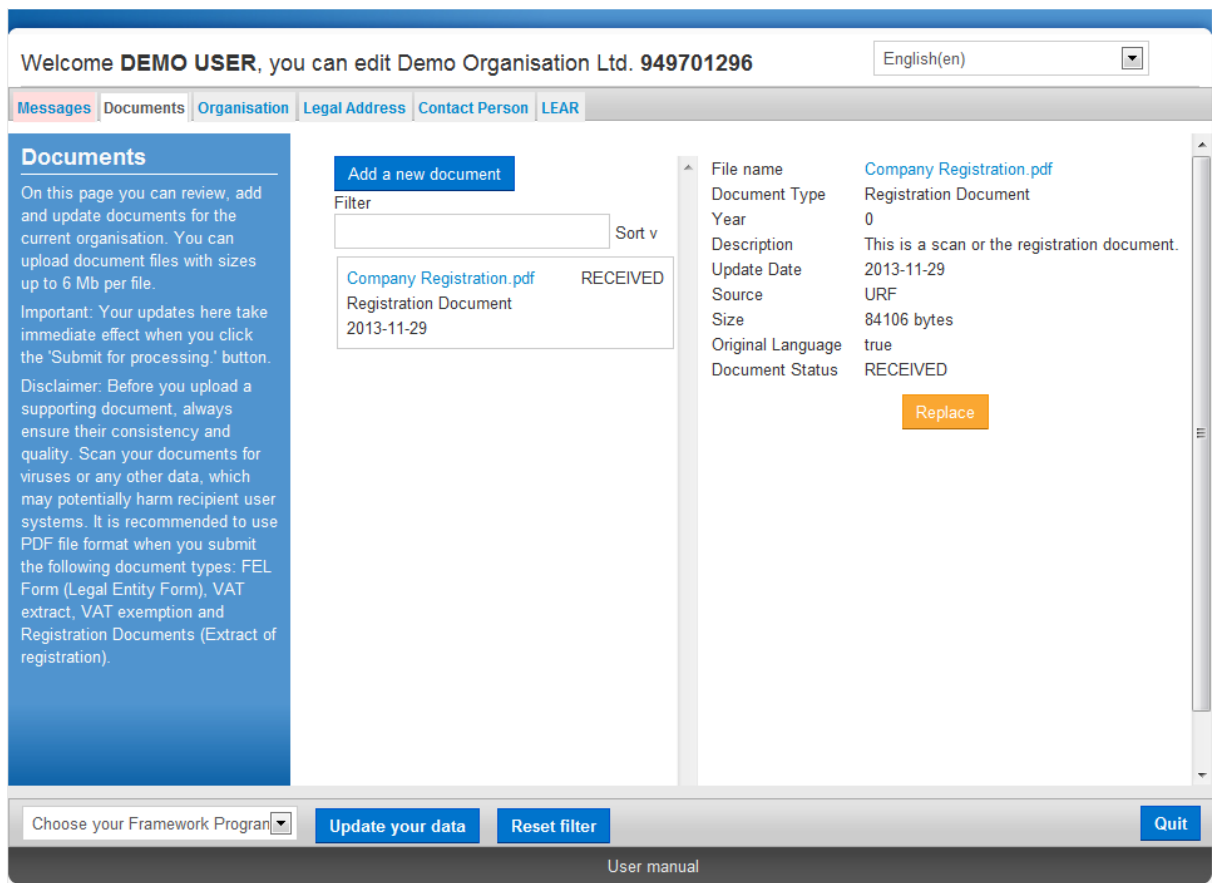 Welcome DEMO USER, you can edit Demo Organisation Ltd. 949701296
English(en)
Messages Documents Organisation Legal Address Contact Person LEAR
Documents
On this page you can review, add
and update documents for the
current organisation. You can
upload document files with sizes
up to 6 Mb per file.
Important: Your updates here take
immediate effect when you click
the 'Submit for processing.' button.
Disclaimer: Before you upload a
supporting document, always
ensure their consistency and
quality. Scan your documents for
viruses or any other data, which
may potentially harm recipient user
systems. It is recommended to use
PDF file format when you submit
the following document types: FEL
Form (Legal Entity Form), VAT
extract, VAT exemption and
Registration Documents (Extract of
registration).
Add a new document
Filter
Sort v
Company Registration.pdf RECEIVED
Registration Document
2013-11-29
File name Company Registration.pdf
Document Type Registration Document
Year 0
Description This is a scan or the registration document.
Update Date 2013-11-29
Source URF
Size 84106 bytes
Original Language true
Document Status RECEIVED
Replace
Choose your Framework Progran
Update your data
Reset filter
Quit
User manual